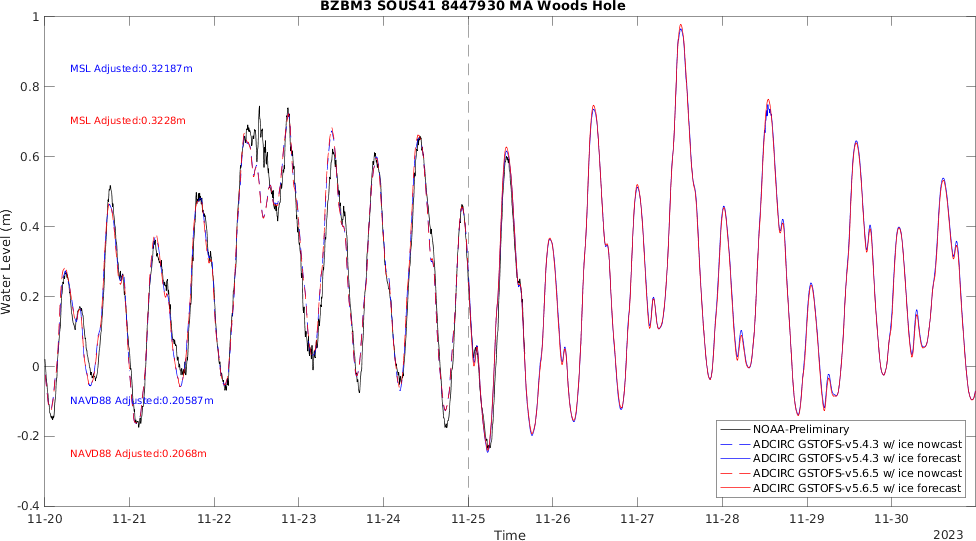 BZBM3 SOUS41 8447930 MA Woods Hole
1
0.8
0.6
0.4
0.2
0
-0.2
-0.4
Water Level (m)
MSL Adjusted:0.32187m
MSL Adjusted:0.3228m
NAVD88 Adjusted:0.20587m
NAVD88 Adjusted:0.2068m
NOAA-Preliminary
ADCIRC GSTOFS-v5.4.3 w/ ice nowcast
ADCIRC GSTOFS-v5.4.3 w/ ice forecast
ADCIRC GSTOFS-v5.6.5 w/ ice nowcast
ADCIRC GSTOFS-v5.6.5 w/ ice forecast
11-20 11-21 11-22 11-23 11-24 11-25 11-26 11-27 11-28 11-29 11-30
Time
2023